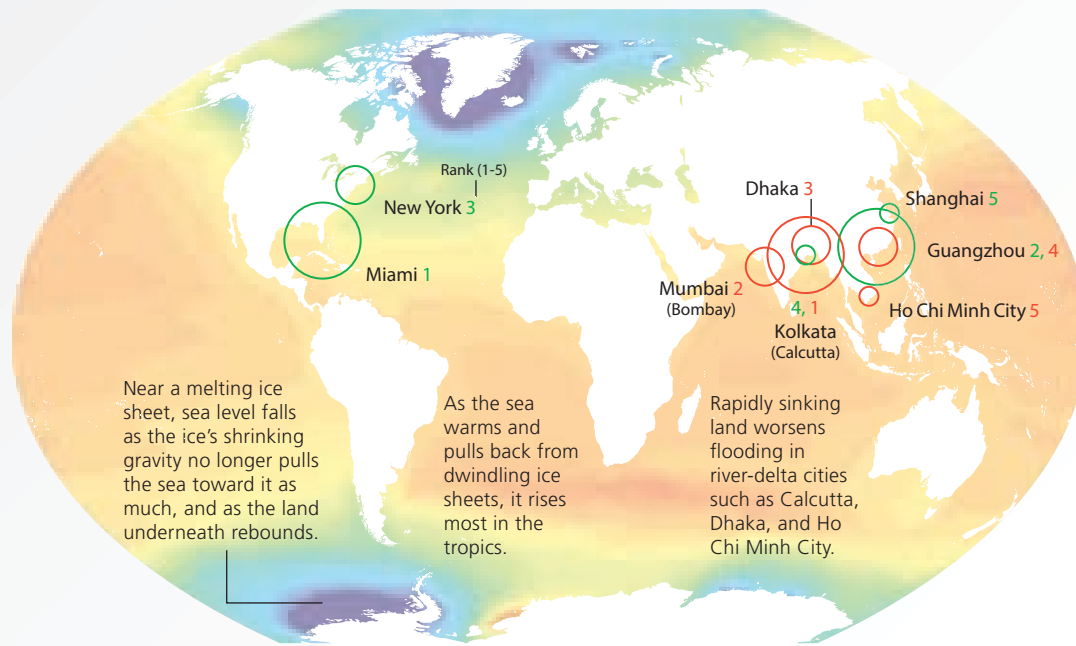 Rank (1-5)
New York 3
Miami 1
Dhaka 3
Shanghai 5
Guangzhou 2, 4
Mumbai 2
(Bombay)
Ho Chi Minh City 5
4, 1
Kolkata
(Calcutta)
Near a melting ice
sheet, sea level falls
as the ice’s shrinking
gravity no longer pulls
the sea toward it as
much, and as the land
underneath rebounds.
As the sea
warms and
pulls back from
dwindling ice
sheets, it rises
most in the
tropics.
Rapidly sinking
land worsens
flooding in
river-delta cities
such as Calcutta,
Dhaka, and Ho
Chi Minh City.